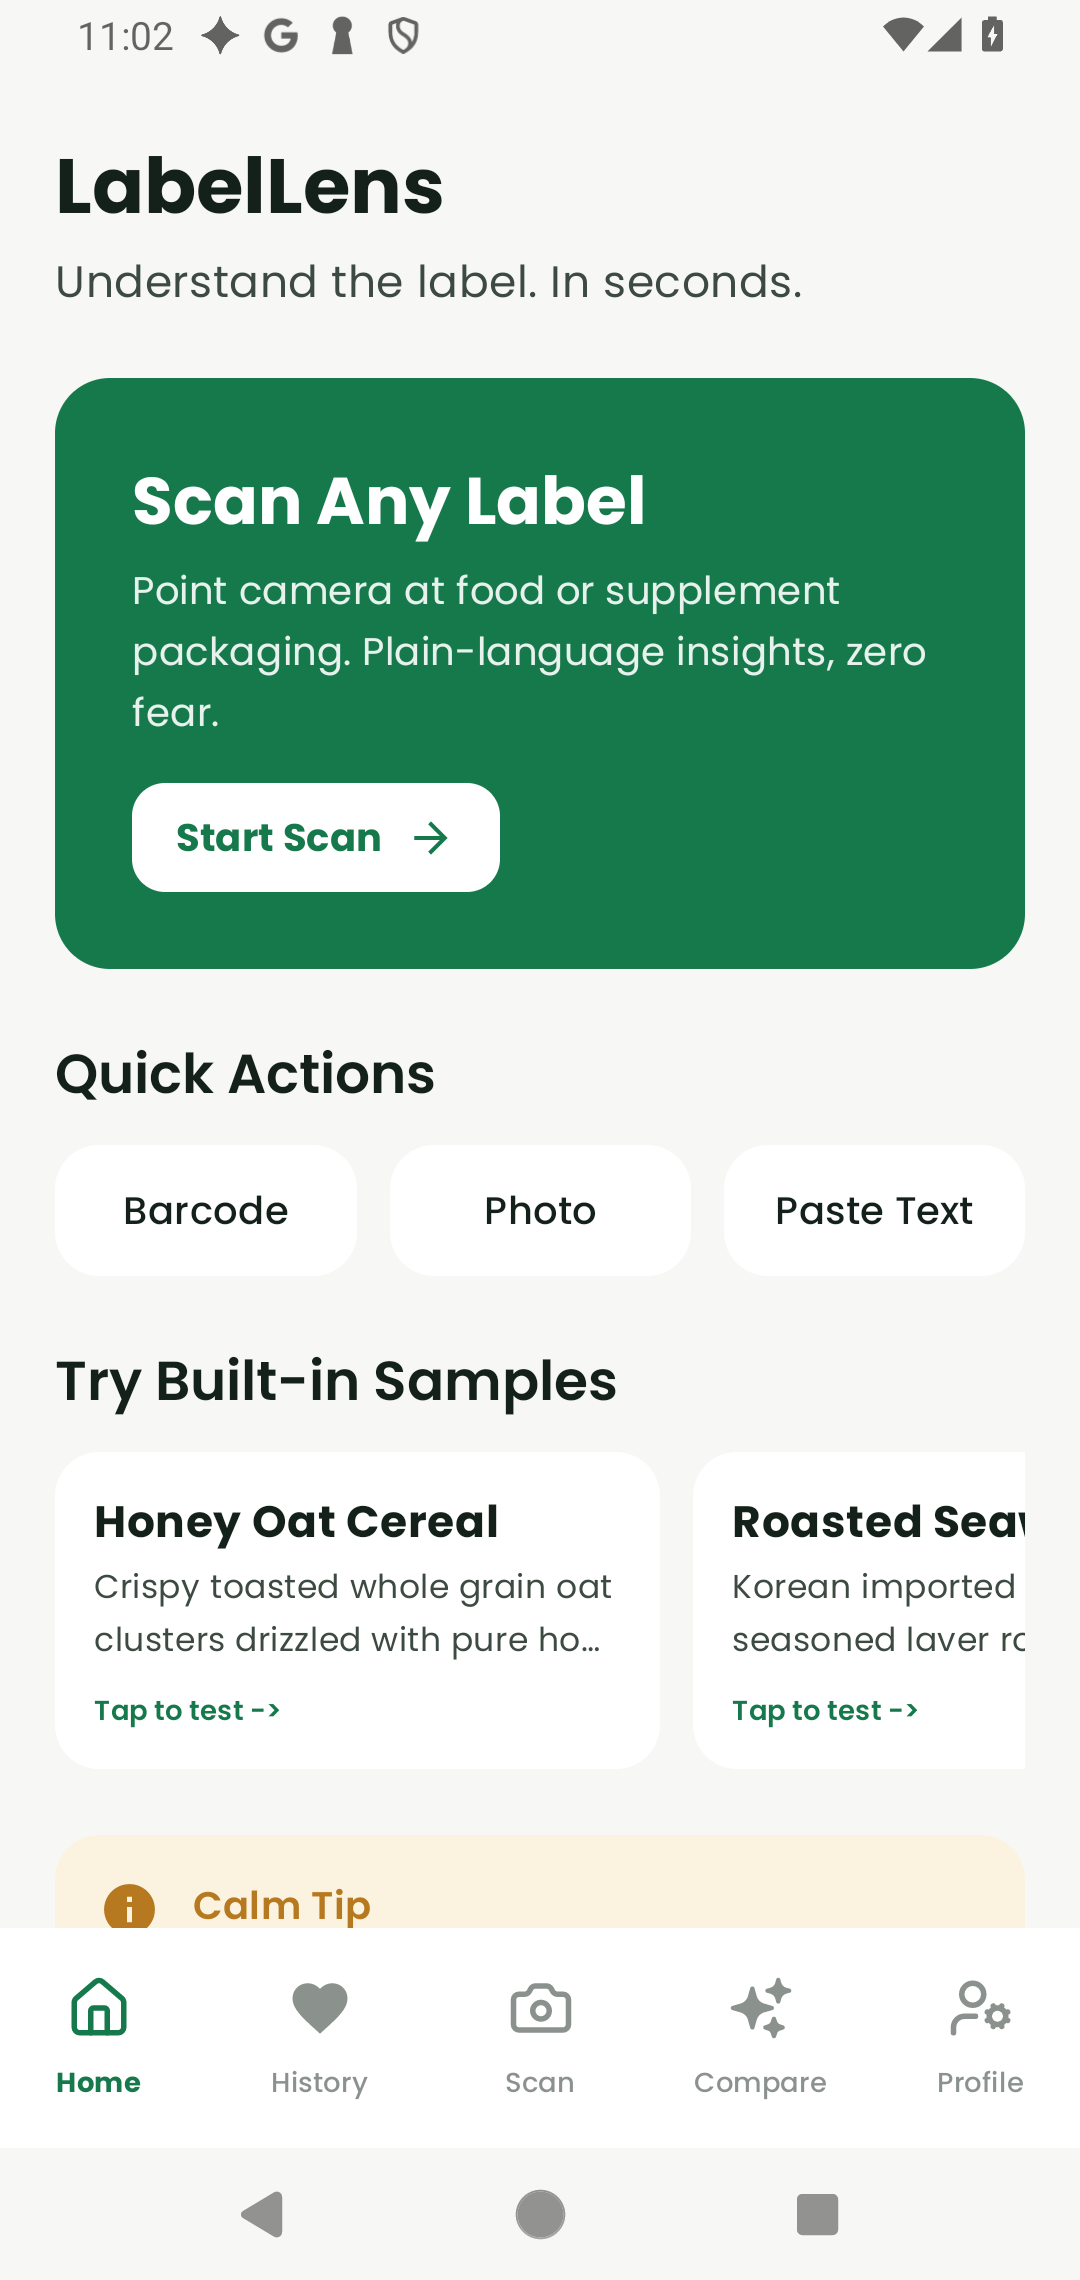 11:02
LabelLens
Understand the label. In seconds.
Scan Any Label
Point camera at food or supplement
packaging. Plain-language insights, zero
fear.
Start Scan
Quick Actions
Barcode
Photo
Paste Text
Try Built-in Samples
Honey Oat Cereal
Crispy toasted whole grain oat
clusters drizzled with pure ho...
Tap to test ->
Roasted
Korean imported
seasoned laver
Tap to test ->
Calm Tip
Home
History
Scan
Compare
Profile